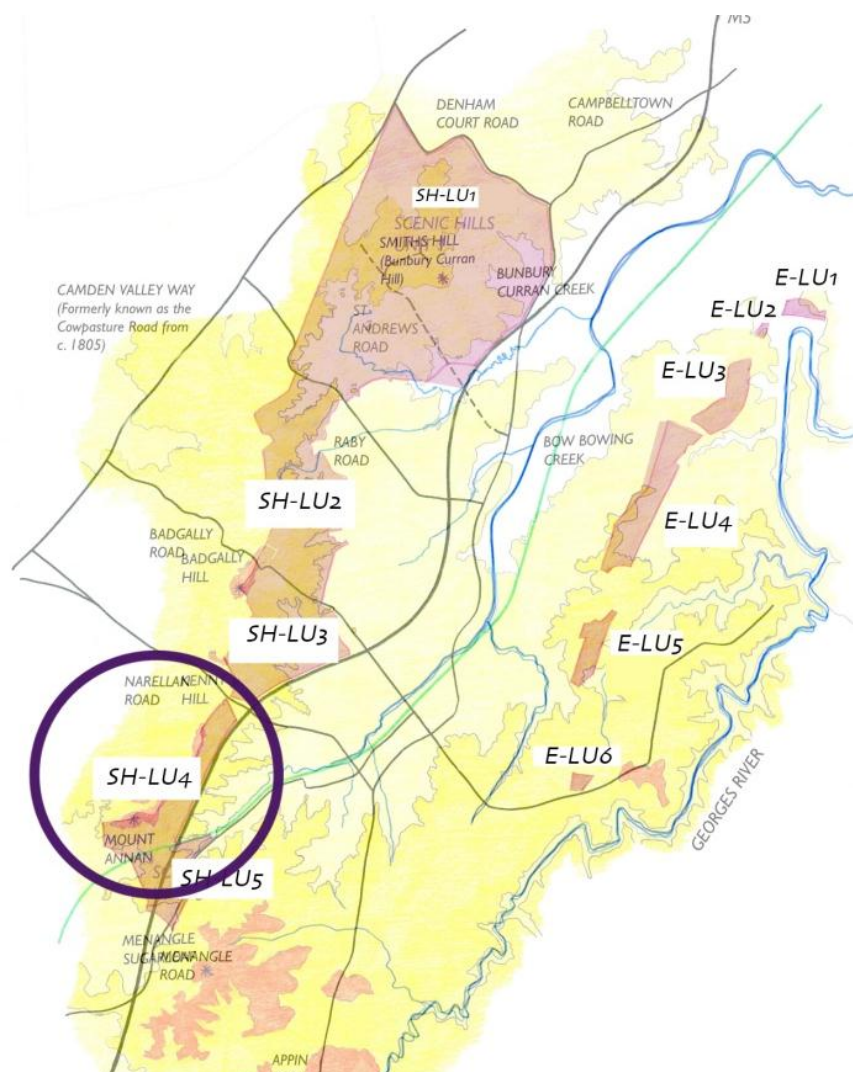 M5
DENHAM
COURT ROAD
CAMPBELLTOWN
ROAD
SH-LU1
SCENIC HILLS
SMITHS HILL
(Bunbury Curran
Hill)
BUNBURY
CURRAN CREEK
E-LU1
E-LU2
CAMDEN VALLEY WAY
(Formerly known as the
Cowpasture Road from
c. 1805)
ST
ANDREWS
ROAD
E-LU3
RABY
ROAD
BOW BOWING
CREEK
SH-LU2
E-LU4
BADGALLY
ROAD
BADGALLY
HILL
SH-LU3
E-LU5
NARELLAN
ROAD
KENNY
HILL
E-LU6
SH-LU4
GEORGES RIVER
MOUNT
ANNAN
SH-LU5
MENANGLE
ROAD
MENANGLE
APPIN